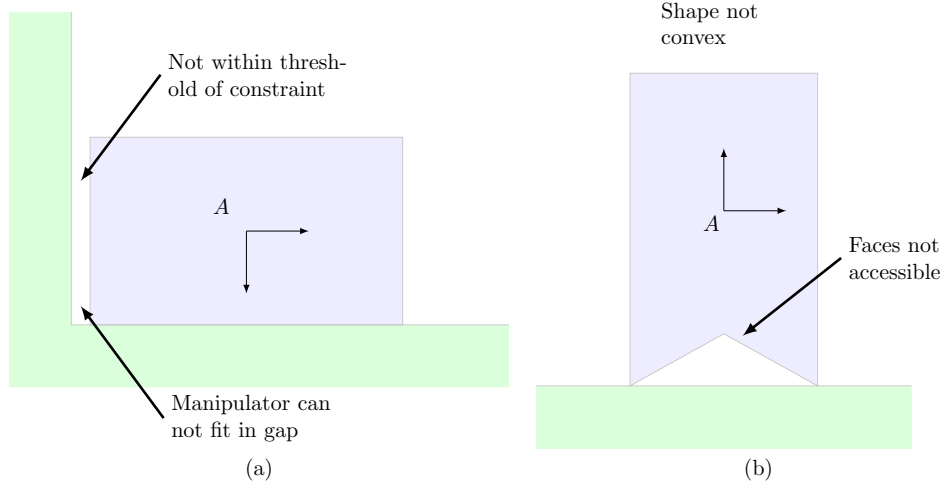 Not within thresh-
old of constraint
A
Manipulator can
not fit in gap
(a)
Shape not
convex
A
Faces not
accessible
(b)